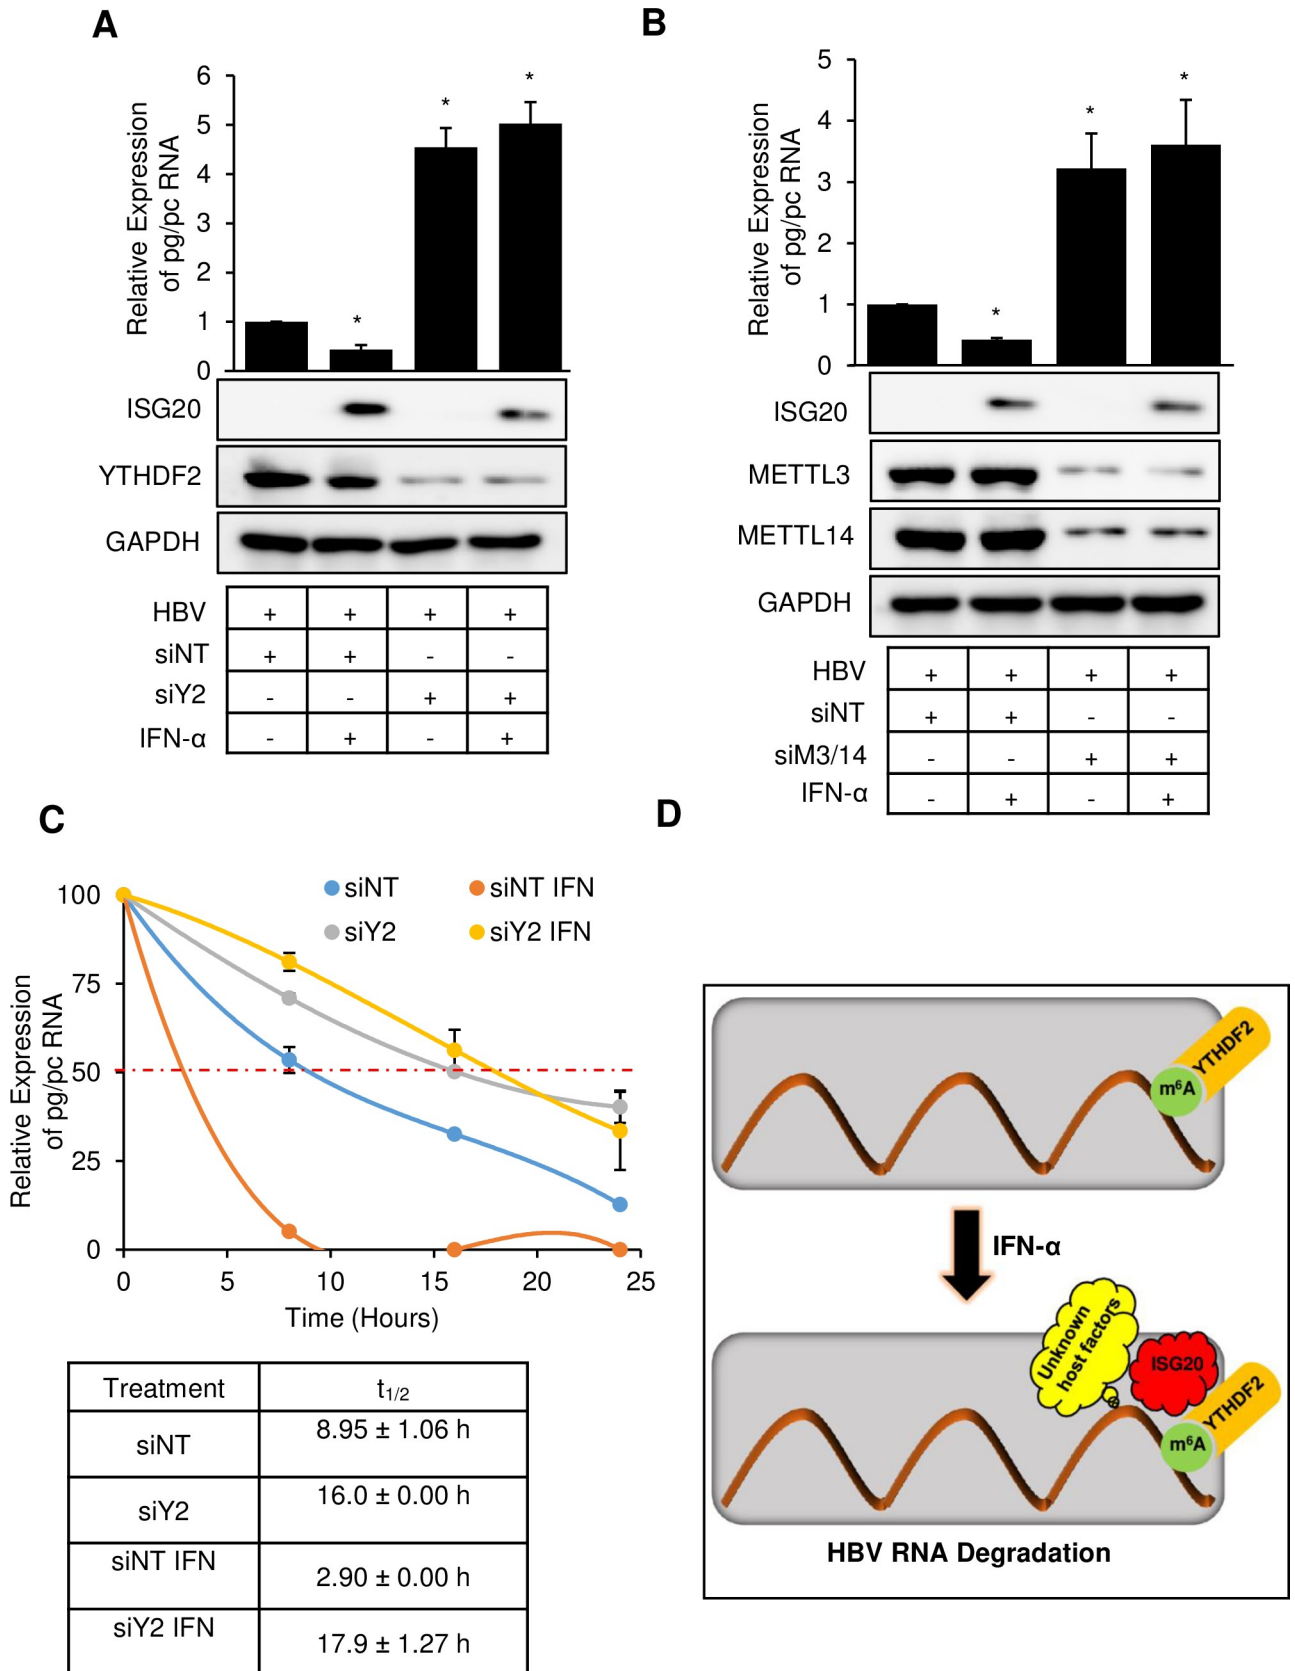 A
Relative Expression
of pg/pc RNA
6
5
4
3
2
1
0
*
*
*
ISG20
YTHDF2
GAPDH
HBV + + + +
siNT + + - -
siY2 - - + +
IFN-α - + - +
B
Relative Expression
of pg/pc RNA
5
4
3
2
1
0
*
*
*
ISG20
METTL3
METTL14
GAPDH
HBV + + + +
siNT + + - -
siM3/14 - - + +
IFN-α - + - +
C
Relative Expression
of pg/pc RNA
100
75
50
25
0
siNT siNT IFN
siY2 siY2 IFN
0 5 10 15 20 25
Time (Hours)
Treatment t1/2
siNT 8.95 ± 1.06 h
siY2 16.0 ± 0.00 h
siNT IFN 2.90 ± 0.00 h
siY2 IFN 17.9 ± 1.27 h
D
YTHDF2
m⁶A
IFN-α
Unknown
host factors
ISG20
YTHDF2
m⁶A
HBV RNA Degradation